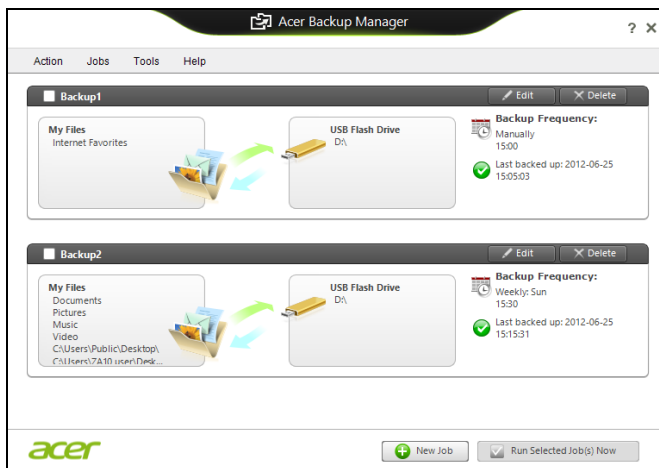 Acer Backup Manager
? X
Action Jobs Tools Help
Backup1 Edit Delete
My Files
Internet Favorites
USB Flash Drive
D:\
Backup Frequency:
Manually
15:00
Last backed up: 2012-06-25
15:05:03
Backup2 Edit Delete
My Files
Documents
Pictures
Music
Video
C:\Users\Public\Desktop\
C:\Users\ZA10 user\Desk...
USB Flash Drive
D:\
Backup Frequency:
Weekly: Sun
15:30
Last backed up: 2012-06-25
15:15:31
acer
New Job Run Selected Job(s) Now